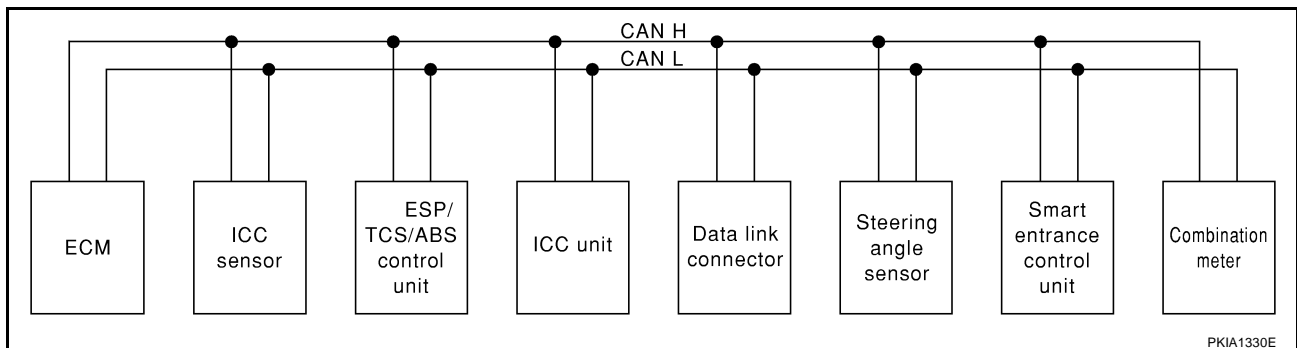 CAN H
CAN L
ECM
ICC
sensor
ESP/
TCS/ABS
control
unit
ICC unit
Data link
connector
Steering
angle
sensor
Smart
entrance
control
unit
Combination
meter
PKIA1330E